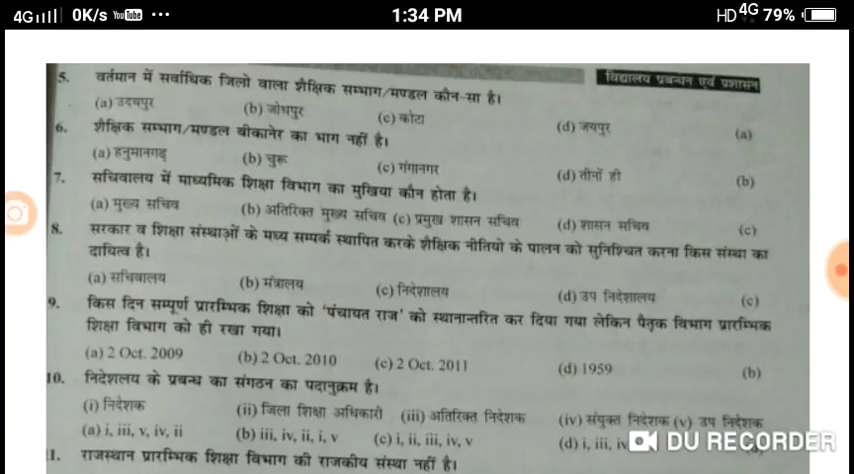 4G 0K/s YouTube ••• 1:34 PM HD 4G 79%
विद्यालय प्रबन्धन एवं प्रशासन
5. वर्तमान में सर्वाधिक जिलो वाला शैक्षिक सम्भाग/मण्डल कौन-सा है।
(a) उदयपुर (b) जोधपुर (c) कोटा (d) जयपुर (a)
6. शैक्षिक सम्भाग/मण्डल बीकानेर का भाग नहीं है।
(a) हनुमानगढ़ (b) चुरू (c) गंगानगर (d) तीनों ही (b)
7. सचिवालय में माध्यमिक शिक्षा विभाग का मुखिया कौन होता है।
(a) मुख्य सचिव (b) अतिरिक्त मुख्य सचिव (c) प्रमुख शासन सचिव (d) शासन सचिव (c)
8. सरकार व शिक्षा संस्थाओं के मध्य सम्पर्क स्थापित करके शैक्षिक नीतियो के पालन को सुनिश्चित करना किस संस्था का
दायित्व है।
(a) सचिवालय (b) मंत्रालय (c) निदेशालय (d) उप निदेशालय (c)
9. किस दिन सम्पूर्ण प्रारम्भिक शिक्षा को 'पंचायत राज' को स्थानान्तरित कर दिया गया लेकिन पैतृक विभाग प्रारम्भिक
शिक्षा विभाग को ही रखा गया।
(a) 2 Oct. 2009 (b) 2 Oct. 2010 (c) 2 Oct. 2011 (d) 1959 (b)
10. निदेशलय के प्रबन्ध का संगठन का पदानुक्रम है।
(i) निदेशक (ii) जिला शिक्षा अधिकारी (iii) अतिरिक्त निदेशक (iv) संयुक्त निदेशक (v) उप निदेशक
(a) i, iii, v, iv, ii (b) iii, iv, ii, i, v (c) i, ii, iii, iv, v (d) i, iii, iv
DU RECORDER
11. राजस्थान प्रारम्भिक शिक्षा विभाग की राजकीय संस्था नहीं है।